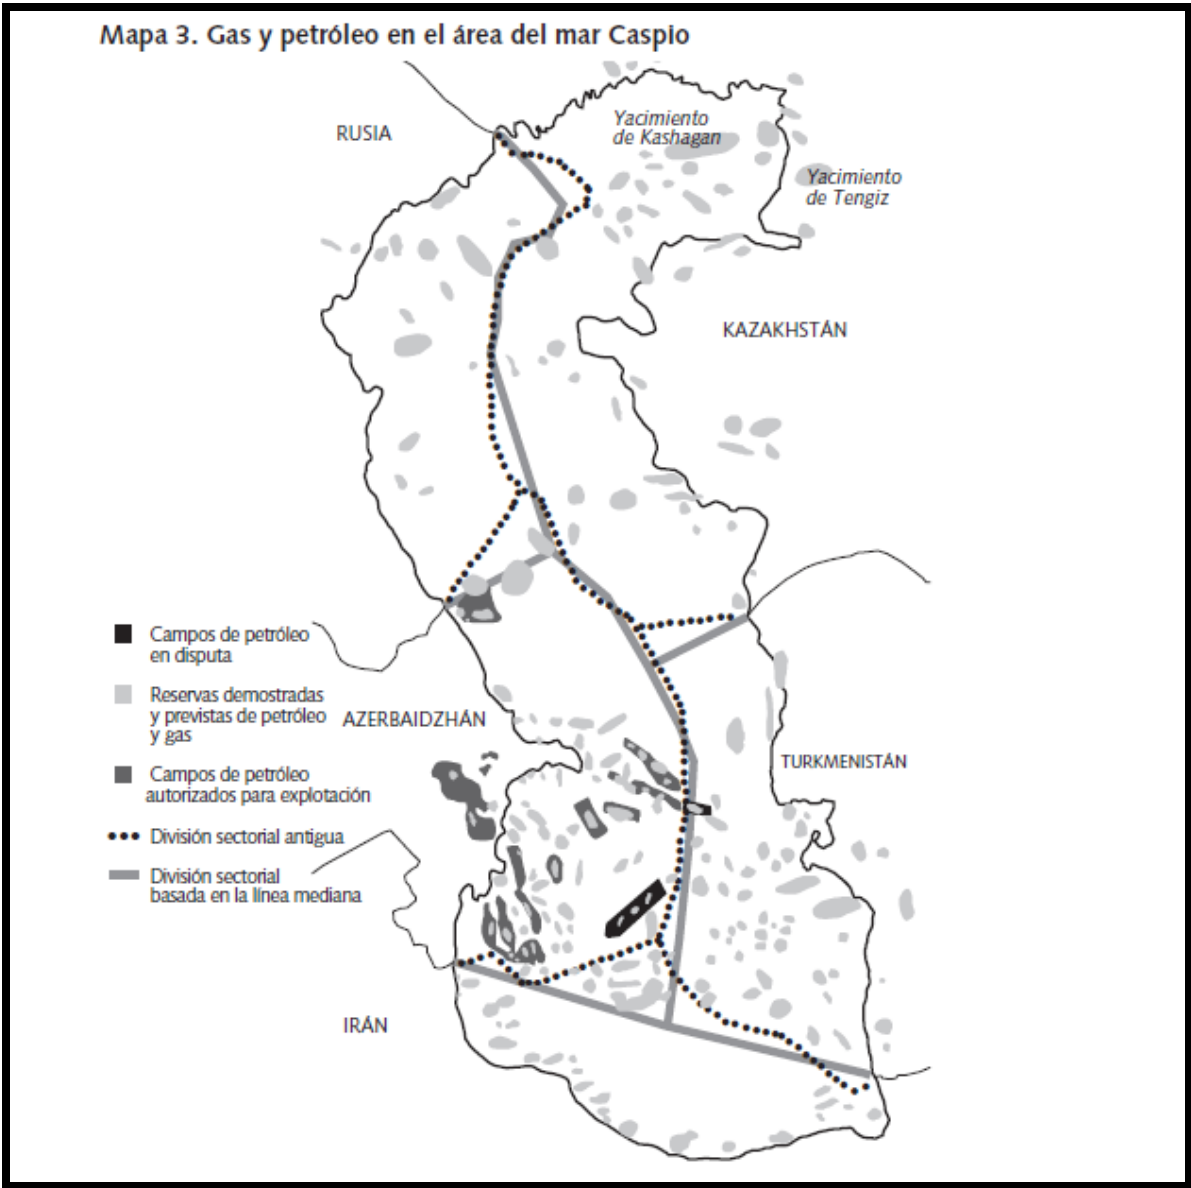 Mapa 3. Gas y petróleo en el área del mar Caspio
RUSIA
Yacimiento
de Kashagan
Yacimiento
de Tengiz
KAZAKHSTÁN
Campos de petróleo
en disputa
Reservas demostradas
y previstas de petróleo
y gas
AZERBAIDZHÁN
TURKMENISTÁN
Campos de petróleo
autorizados para explotación
División sectorial antigua
División sectorial
basada en la línea mediana
IRÁN